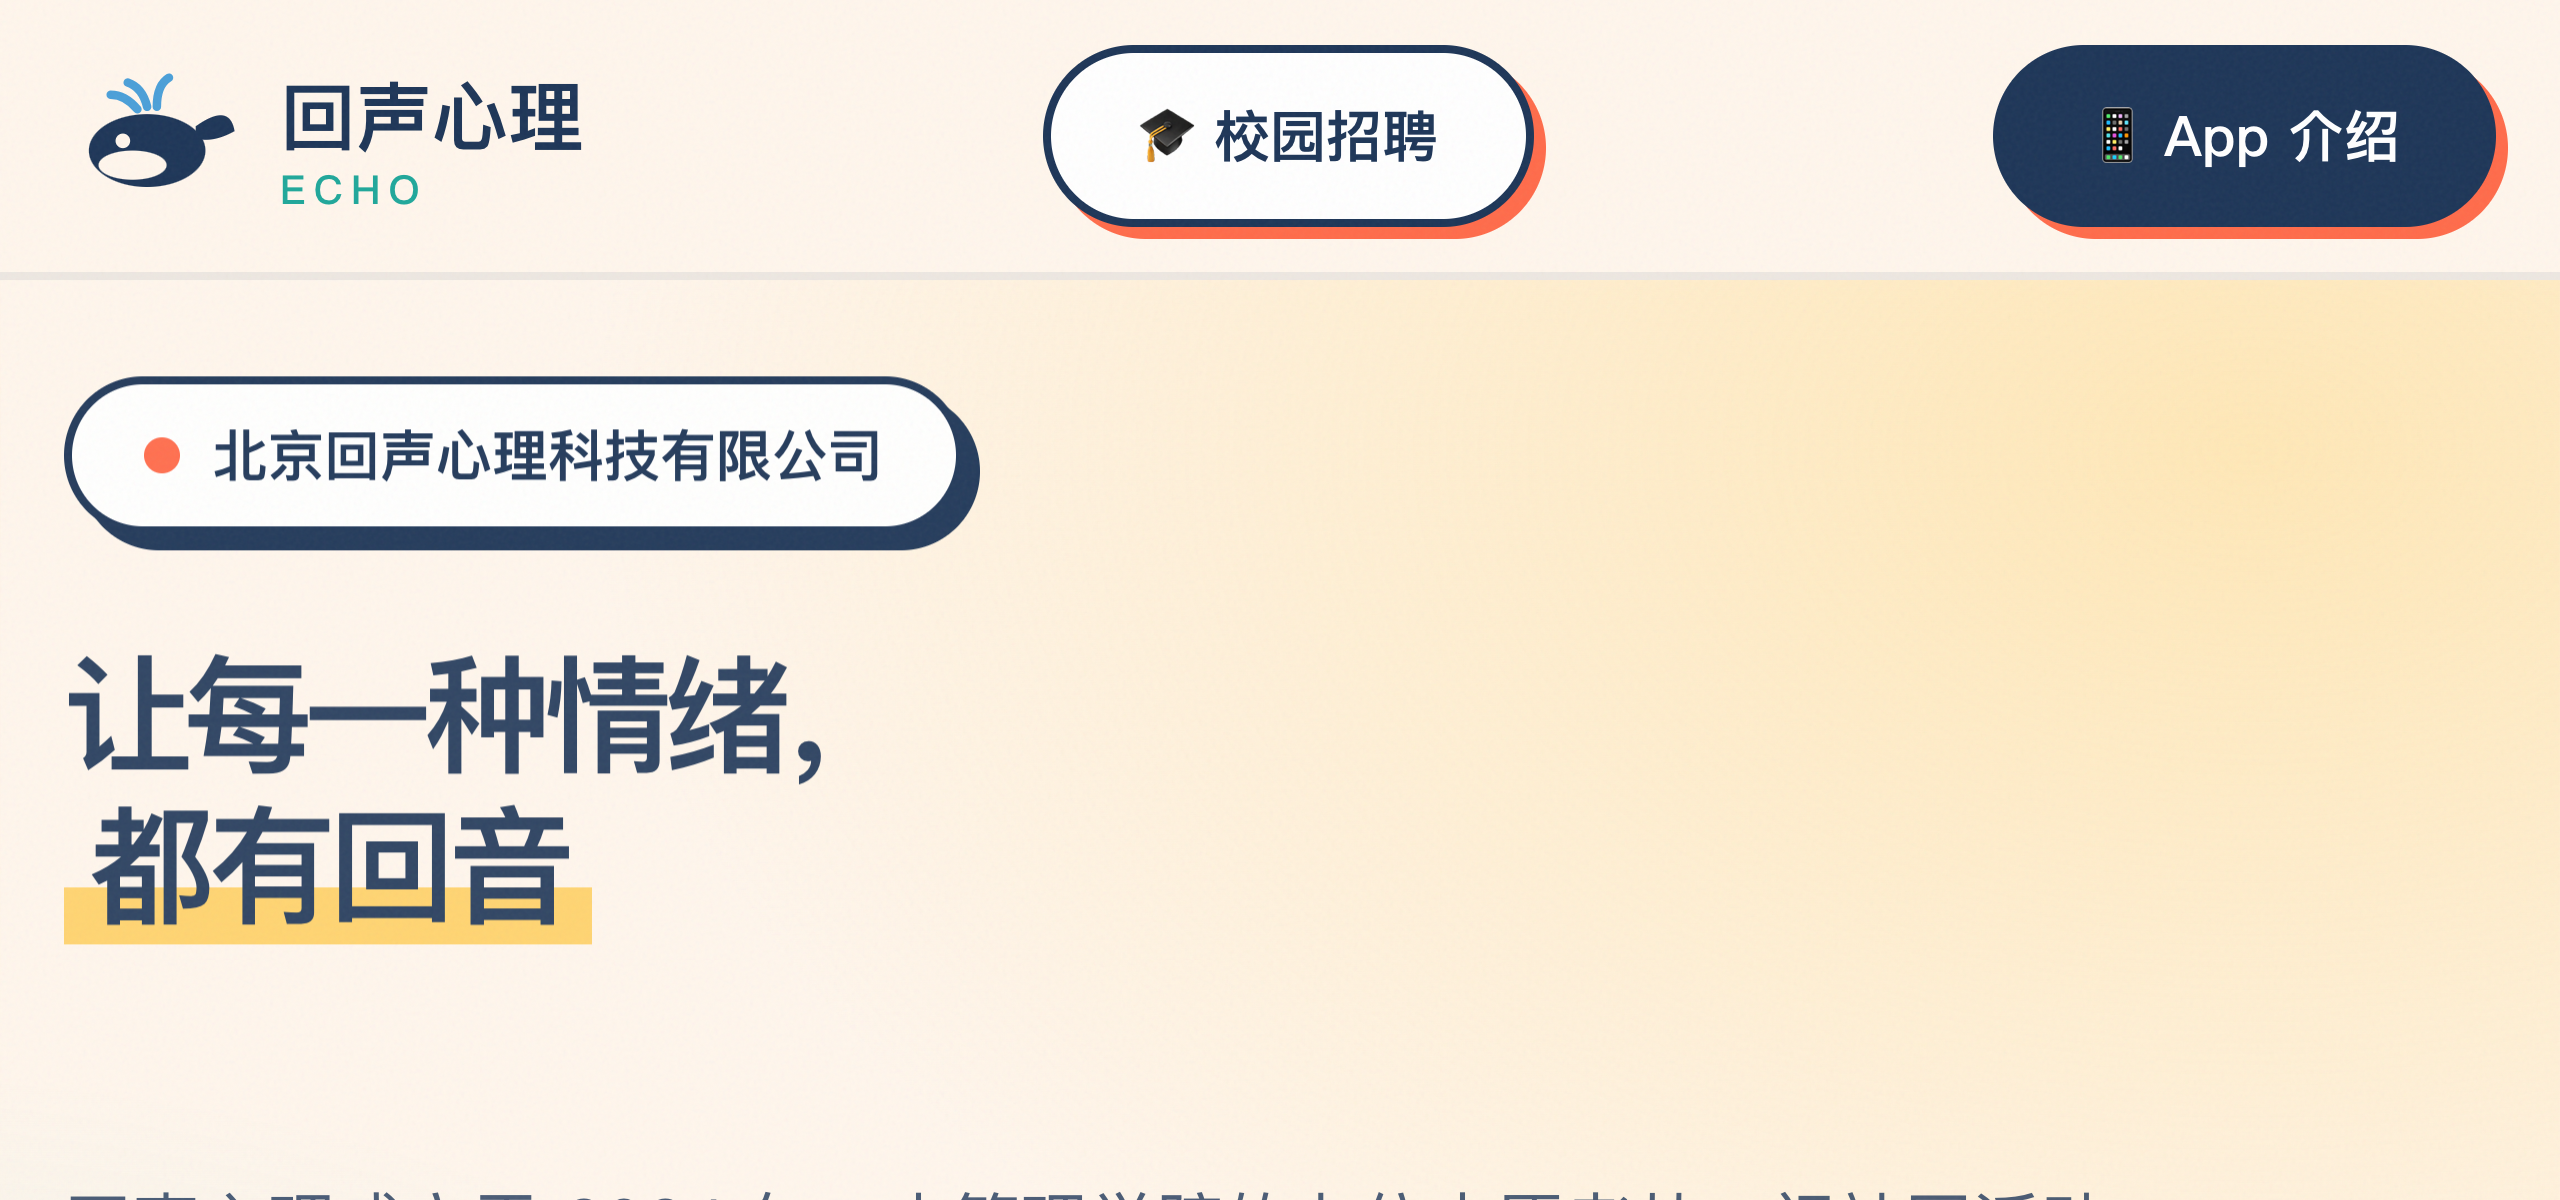 回声心理
ECHO
校园招聘
App 介绍
北京回声心理科技有限公司
让每一种情绪，
都有回音